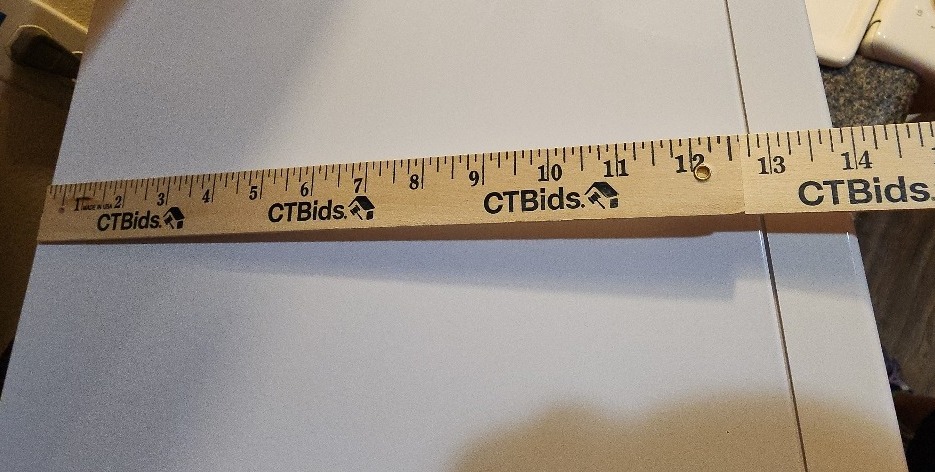 1 MADE IN USA 2 3 4 5 6 7 8 9 10 11 12 13 14
CTBids. CTBids. CTBids. CTBids.